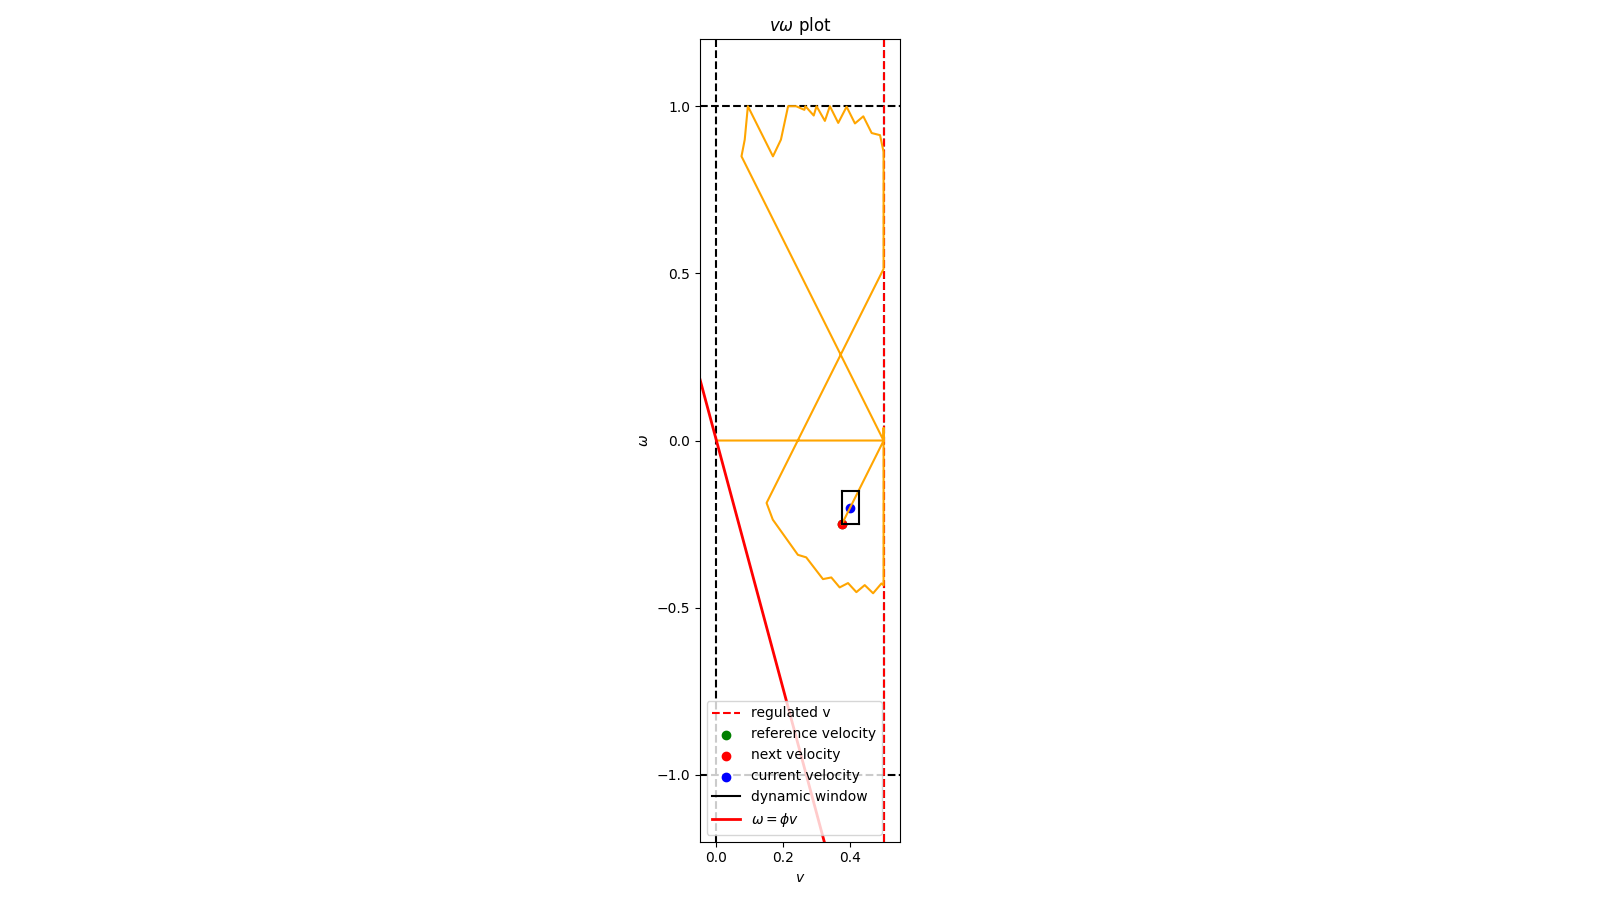 vω plot
1.0
0.5
0.0
−0.5
−1.0
ω
regulated v
reference velocity
next velocity
current velocity
dynamic window
ω = ϕv
0.0 0.2 0.4
v